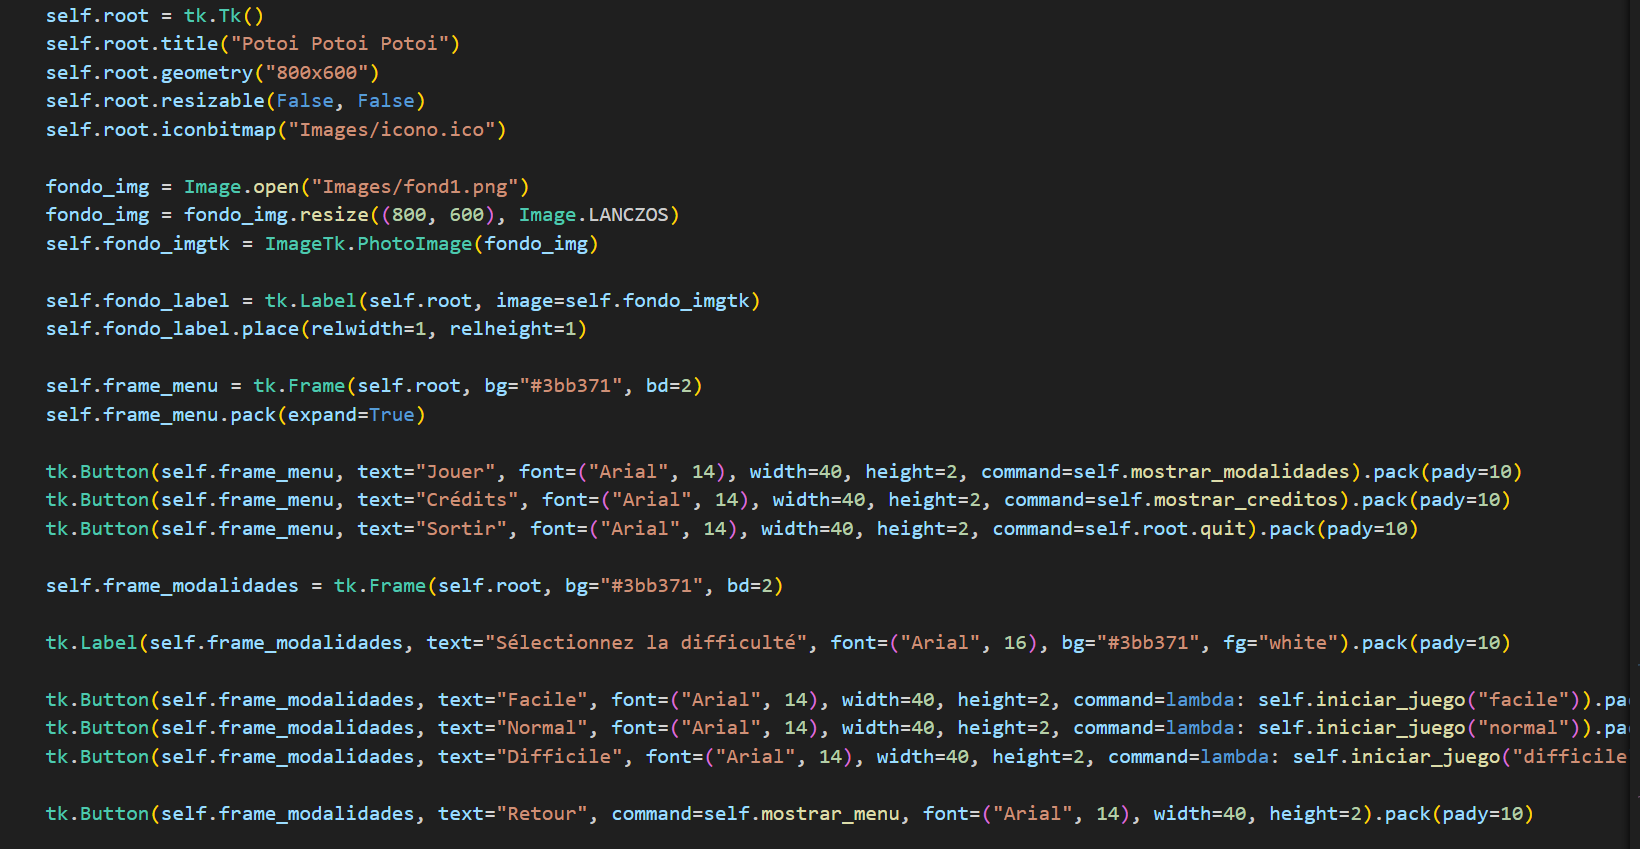 self.root = tk.Tk()
self.root.title("Potoi Potoi Potoi")
self.root.geometry("800x600")
self.root.resizable(False, False)
self.root.iconbitmap("Images/icono.ico")
fondo_img = Image.open("Images/fond1.png")
fondo_img = fondo_img.resize((800, 600), Image.LANCZOS)
self.fondo_imgtk = ImageTk.PhotoImage(fondo_img)
self.fondo_label = tk.Label(self.root, image=self.fondo_imgtk)
self.fondo_label.place(relwidth=1, relheight=1)
self.frame_menu = tk.Frame(self.root, bg="#3bb371", bd=2)
self.frame_menu.pack(expand=True)
tk.Button(self.frame_menu, text="Jouer", font=("Arial", 14), width=40, height=2, command=self.mostrar_modalidades).pack(pady=10)
tk.Button(self.frame_menu, text="Crédits", font=("Arial", 14), width=40, height=2, command=self.mostrar_creditos).pack(pady=10)
tk.Button(self.frame_menu, text="Sortir", font=("Arial", 14), width=40, height=2, command=self.root.quit).pack(pady=10)
self.frame_modalidades = tk.Frame(self.root, bg="#3bb371", bd=2)
tk.Label(self.frame_modalidades, text="Sélectionnez la difficulté", font=("Arial", 16), bg="#3bb371", fg="white").pack(pady=10)
tk.Button(self.frame_modalidades, text="Facile", font=("Arial", 14), width=40, height=2, command=lambda: self.iniciar_juego("facile")).pa
tk.Button(self.frame_modalidades, text="Normal", font=("Arial", 14), width=40, height=2, command=lambda: self.iniciar_juego("normal")).pa
tk.Button(self.frame_modalidades, text="Difficile", font=("Arial", 14), width=40, height=2, command=lambda: self.iniciar_juego("difficile
tk.Button(self.frame_modalidades, text="Retour", command=self.mostrar_menu, font=("Arial", 14), width=40, height=2).pack(pady=10)